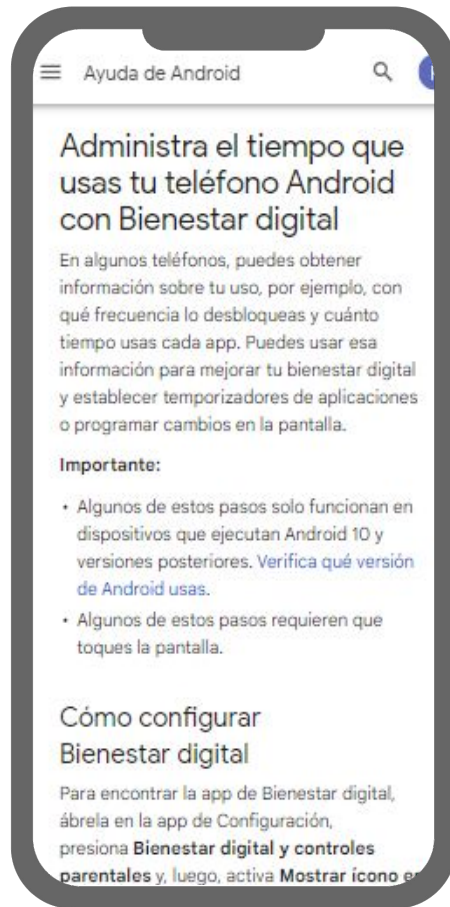 Ayuda de Android
Administra el tiempo que
usas tu teléfono Android
con Bienestar digital
En algunos teléfonos, puedes obtener
información sobre tu uso, por ejemplo, con
qué frecuencia lo desbloqueas y cuánto
tiempo usas cada app. Puedes usar esa
información para mejorar tu bienestar digital
y establecer temporizadores de aplicaciones
o programar cambios en la pantalla.
Importante:
• Algunos de estos pasos solo funcionan en
dispositivos que ejecutan Android 10 y
versiones posteriores. Verifica qué versión
de Android usas.
• Algunos de estos pasos requieren que
toques la pantalla.
Cómo configurar
Bienestar digital
Para encontrar la app de Bienestar digital,
ábrela en la app de Configuración,
presiona Bienestar digital y controles
parentales y, luego, activa Mostrar ícono en